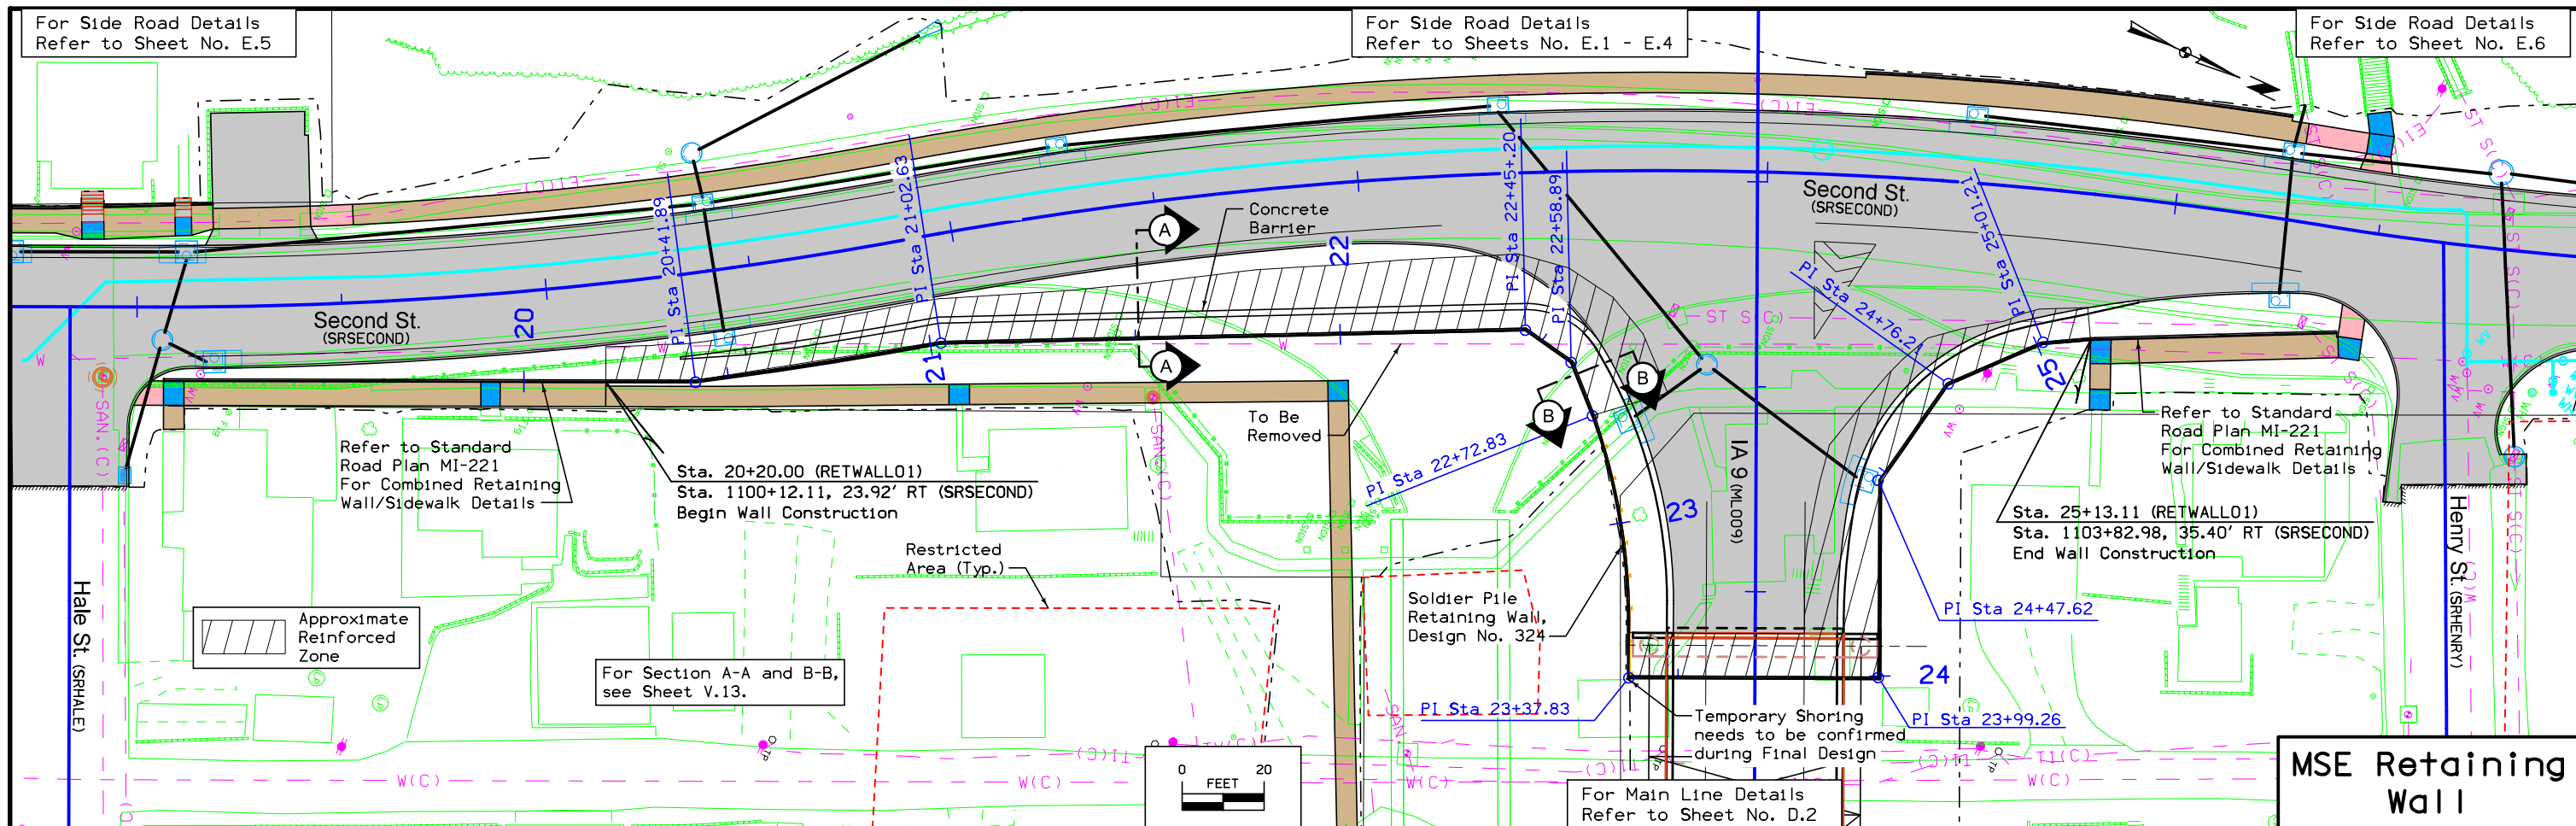 For Side Road Details
Refer to Sheet No. E.5
For Side Road Details
Refer to Sheets No. E.1 - E.4
For Side Road Details
Refer to Sheet No. E.6
E1(C)
E1(C)
E1(C)
E1(C)
PI Sta 20+41.89
PI Sta 21+02.63
PI Sta 22+45+.20
PI Sta 22+58.89
PI Sta 25+01.21
PI Sta 24+76.21
A
Concrete
Barrier
22
Second St.
(SRSECOND)
Second St.
(SRSECOND)
20
21
ST S(C)
25
A
B
B
W
W
SAN.(C)
SAN(C)
To Be
Removed
PI Sta 22+72.83
Refer to Standard
Road Plan MI-221
For Combined Retaining
Wall/Sidewalk Details
Sta. 20+20.00 (RETWALL01)
Sta. 1100+12.11, 23.92' RT (SRSECOND)
Begin Wall Construction
Refer to Standard
Road Plan MI-221
For Combined Retaining
Wall/Sidewalk Details
IA 9 (ML009)
23
Sta. 25+13.11 (RETWALL01)
Sta. 1103+82.98, 35.40' RT (SRSECOND)
End Wall Construction
Restricted
Area (Typ.)
Hale St. (SRHALE)
Henry St. (SRHENRY)
Approximate
Reinforced
Zone
Soldier Pile
Retaining Wall,
Design No. 324
PI Sta 24+47.62
For Section A-A and B-B,
see Sheet V.13.
24
PI Sta 23+37.83
PI Sta 23+99.26
Temporary Shoring
needs to be confirmed
during Final Design
W(C)
W(C)
W(C)
W(C)
T1(C)
0 20
FEET
For Main Line Details
Refer to Sheet No. D.2
MSE Retaining
Wall